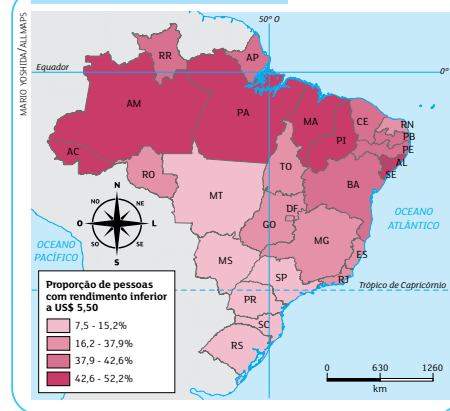 MARIO YOSHIDA/ALLMAPS
50° O
RR
AP
Equador
0°
AM
PA
MA
CE
RN
PB
PE
PI
AL
SE
AC
RO
TO
BA
MT
DF
GO
MG
ES
MS
SP
RJ
PR
SC
RS
N
NO
NE
O
L
SO
SE
S
OCEANO
PACÍFICO
OCEANO
ATLÂNTICO
Trópico de Capricórnio
Proporção de pessoas
com rendimento inferior
a US$ 5,50
7,5 - 15,2%
16,2 - 37,9%
37,9 - 42,6%
42,6 - 52,2%
0 630 1260
km